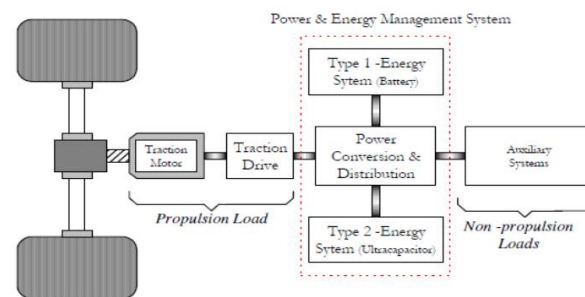 Power & Energy Management System
Type 1 -Energy
Sytem (Battery)
Traction
Motor
Traction
Drive
Power
Conversion &
Distribution
Auxiliary
Systems
Propulsion Load
Type 2 -Energy
Sytem (Ultracapacitor)
Non -propulsion
Loads